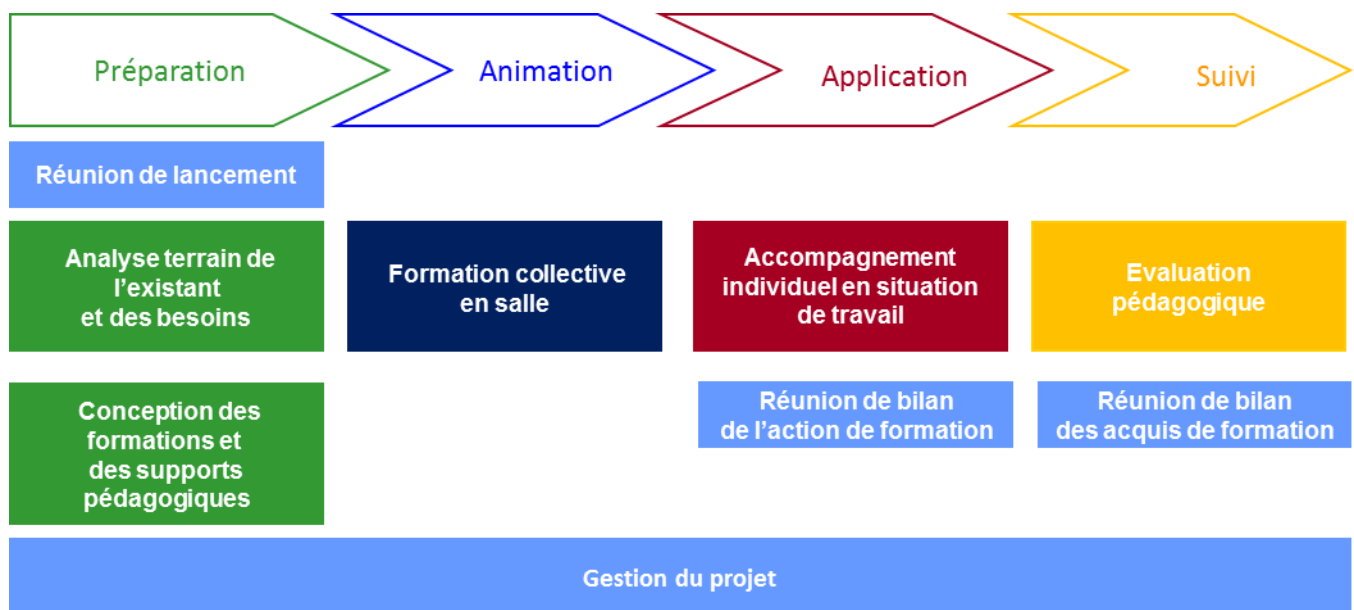 Préparation
Animation
Application
Suivi
Réunion de lancement
Analyse terrain de
l’existant
et des besoins
Formation collective
en salle
Accompagnement
individuel en situation
de travail
Evaluation
pédagogique
Conception des
formations et
des supports
pédagogiques
Réunion de bilan
de l’action de formation
Réunion de bilan
des acquis de formation
Gestion du projet